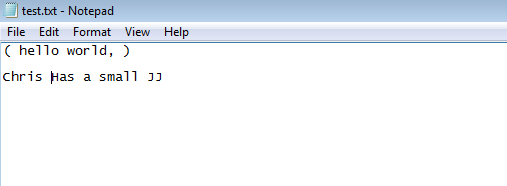 test.txt - Notepad
File Edit Format View Help
( hello world, )
Chris Has a small JJ